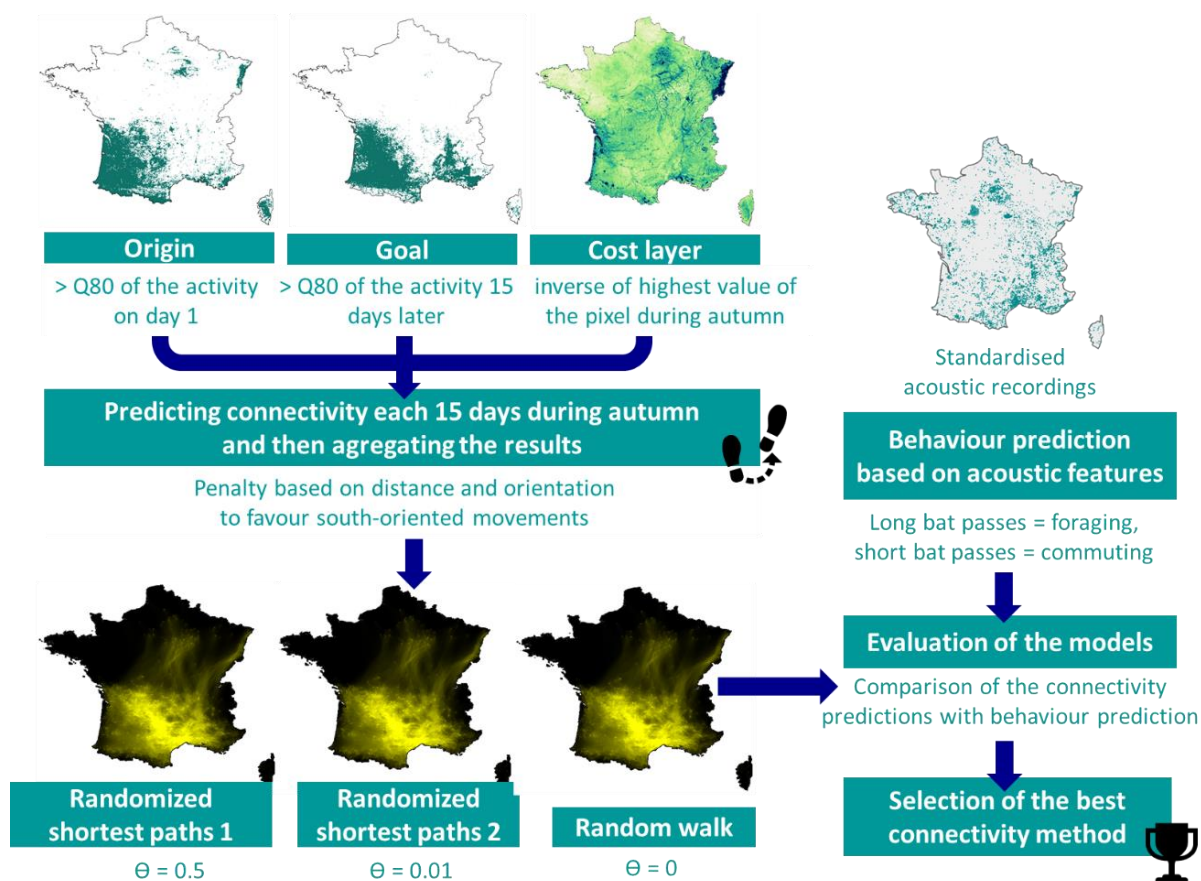 Origin
> Q80 of the activity
on day 1
Goal
> Q80 of the activity 15
days later
Cost layer
inverse of highest value of
the pixel during autumn
Predicting connectivity each 15 days during autumn
and then agregating the results
Penalty based on distance and orientation
to favour south-oriented movements
Randomized
shortest paths 1
Ɵ = 0.5
Randomized
shortest paths 2
Ɵ = 0.01
Random walk
Ɵ = 0
Standardised
acoustic recordings
Behaviour prediction
based on acoustic features
Long bat passes = foraging,
short bat passes = commuting
Evaluation of the models
Comparison of the connectivity
predictions with behaviour prediction
Selection of the best
connectivity method